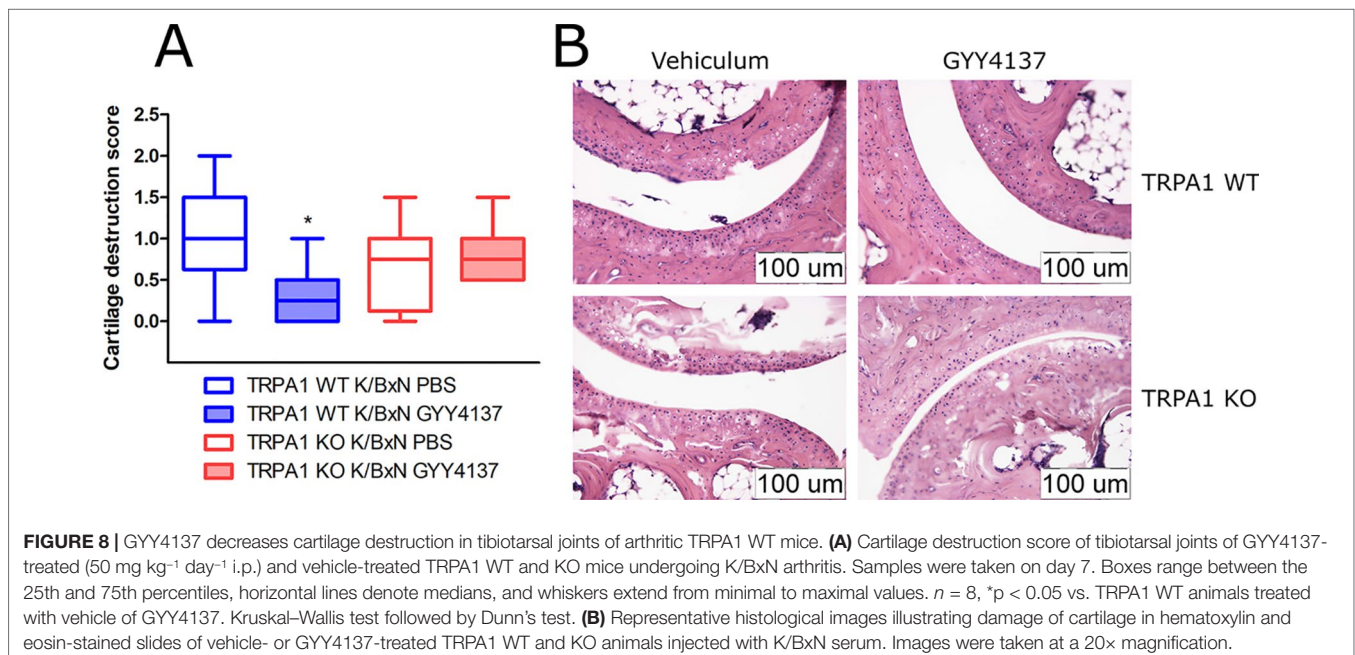 A
B
Vehiculum
GYY4137
Cartilage destruction score
2.5
2.0
1.5
1.0
0.5
0.0
*
TRPA1 WT
100 um
100 um
TRPA1 KO
100 um
100 um
TRPA1 WT K/BxN PBS
TRPA1 WT K/BxN GYY4137
TRPA1 KO K/BxN PBS
TRPA1 KO K/BxN GYY4137
FIGURE 8 | GYY4137 decreases cartilage destruction in tibiotarsal joints of arthritic TRPA1 WT mice. (A) Cartilage destruction score of tibiotarsal joints of GYY4137-
treated (50 mg kg⁻¹ day⁻¹ i.p.) and vehicle-treated TRPA1 WT and KO mice undergoing K/BxN arthritis. Samples were taken on day 7. Boxes range between the
25th and 75th percentiles, horizontal lines denote medians, and whiskers extend from minimal to maximal values. n = 8, *p < 0.05 vs. TRPA1 WT animals treated
with vehicle of GYY4137. Kruskal–Wallis test followed by Dunn's test. (B) Representative histological images illustrating damage of cartilage in hematoxylin and
eosin-stained slides of vehicle- or GYY4137-treated TRPA1 WT and KO animals injected with K/BxN serum. Images were taken at a 20× magnification.